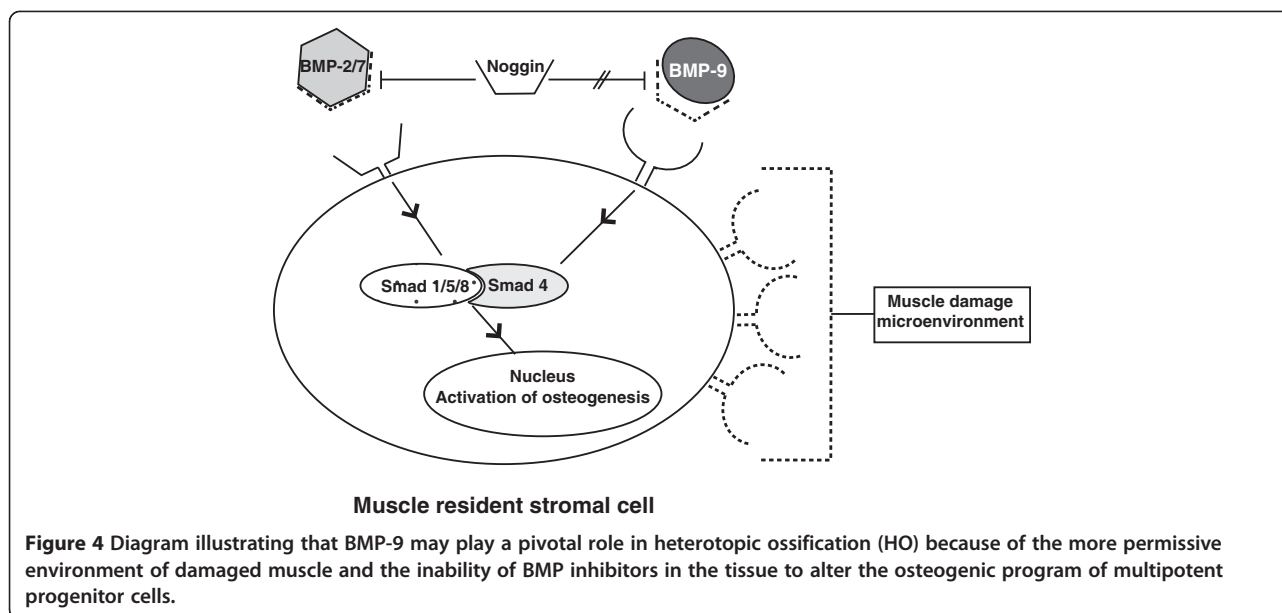 BMP-2/7
Noggin
BMP-9
Smad 1/5/8
Smad 4
Muscle damage
microenvironment
Nucleus
Activation of osteogenesis
Muscle resident stromal cell
Figure 4 Diagram illustrating that BMP-9 may play a pivotal role in heterotopic ossification (HO) because of the more permissive
environment of damaged muscle and the inability of BMP inhibitors in the tissue to alter the osteogenic program of multipotent
progenitor cells.